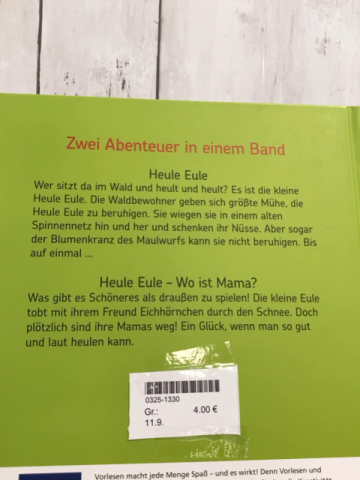 Zwei Abenteuer in einem Band
Heule Eule
Wer sitzt da im Wald und heult und heult? Es ist die kleine
Heule Eule. Die Waldbewohner geben sich größte Mühe, die
Heule Eule zu beruhigen. Sie wiegen sie in einem alten
Spinnennetz hin und her und schenken ihr Nüsse. Aber sogar
der Blumenkranz des Maulwurfs kann sie nicht beruhigen. Bis
auf einmal ...
Heule Eule – Wo ist Mama?
Was gibt es Schöneres als draußen zu spielen! Die kleine Eule
tobt mit ihrem Freund Eichhörnchen durch den Schnee. Doch
plötzlich sind ihre Mamas weg! Ein Glück, wenn man so gut
und laut heulen kann.
0325-1330
Gr.: 4.00 €
11.9.
Vorlesen macht jede Menge Spaß – und es wirkt! Denn Vorlesen und